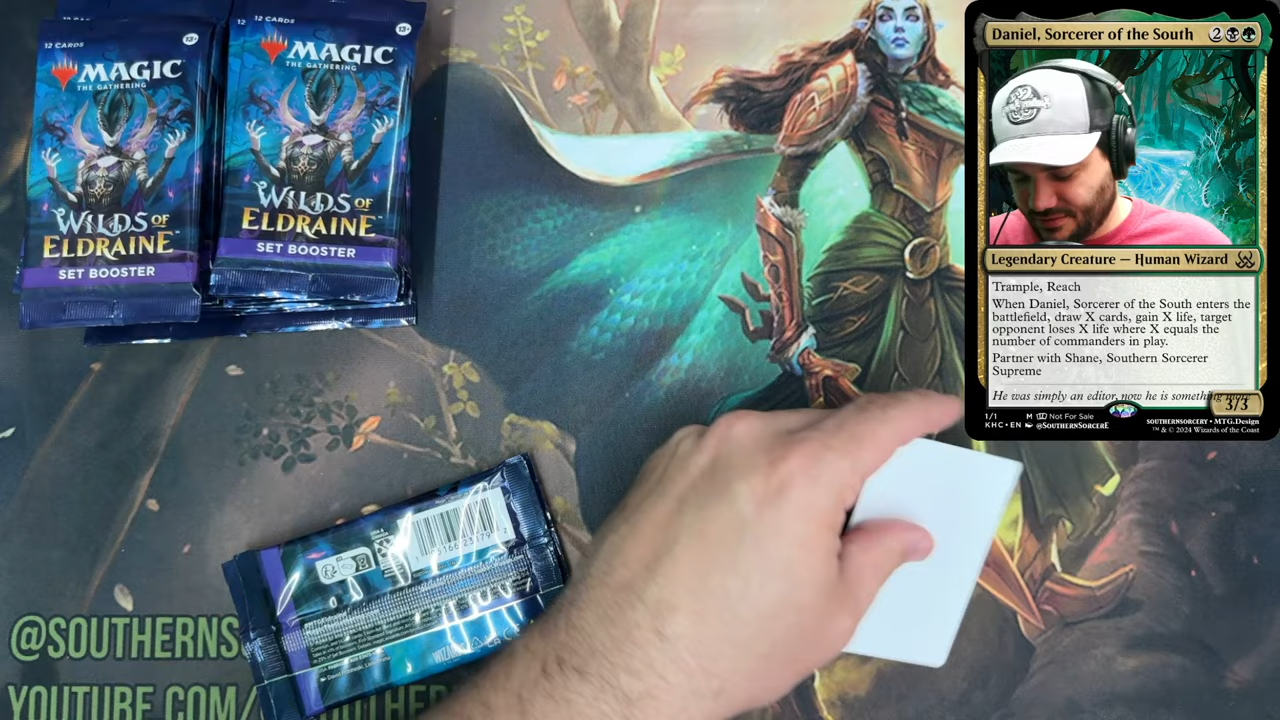 12 CARDS
13+
MAGIC
THE GATHERING
WILDS OF
ELDRAINE
SET BOOSTER
12 CARDS
12
13+
MAGIC
THE GATHERING
WILDS OF
ELDRAINE
SET BOOSTER
Daniel, Sorcerer of the South 2
Legendary Creature — Human Wizard
Trample, Reach
When Daniel, Sorcerer of the South enters the
battlefield, draw X cards, gain X life, target
opponent loses X life where X equals the
number of commanders in play.
Partner with Shane, Southern Sorcerer
Supreme
He was simply an editor, now he is something
3/3
1/1 M Not For Sale
KHC • EN @SOUTHERNSORCERE
SOUTHERNSORCERY • MTG.Design
™ & © 2024 Wizards of the Coast
@SOUTHERNS
YOUTUBE.COM/